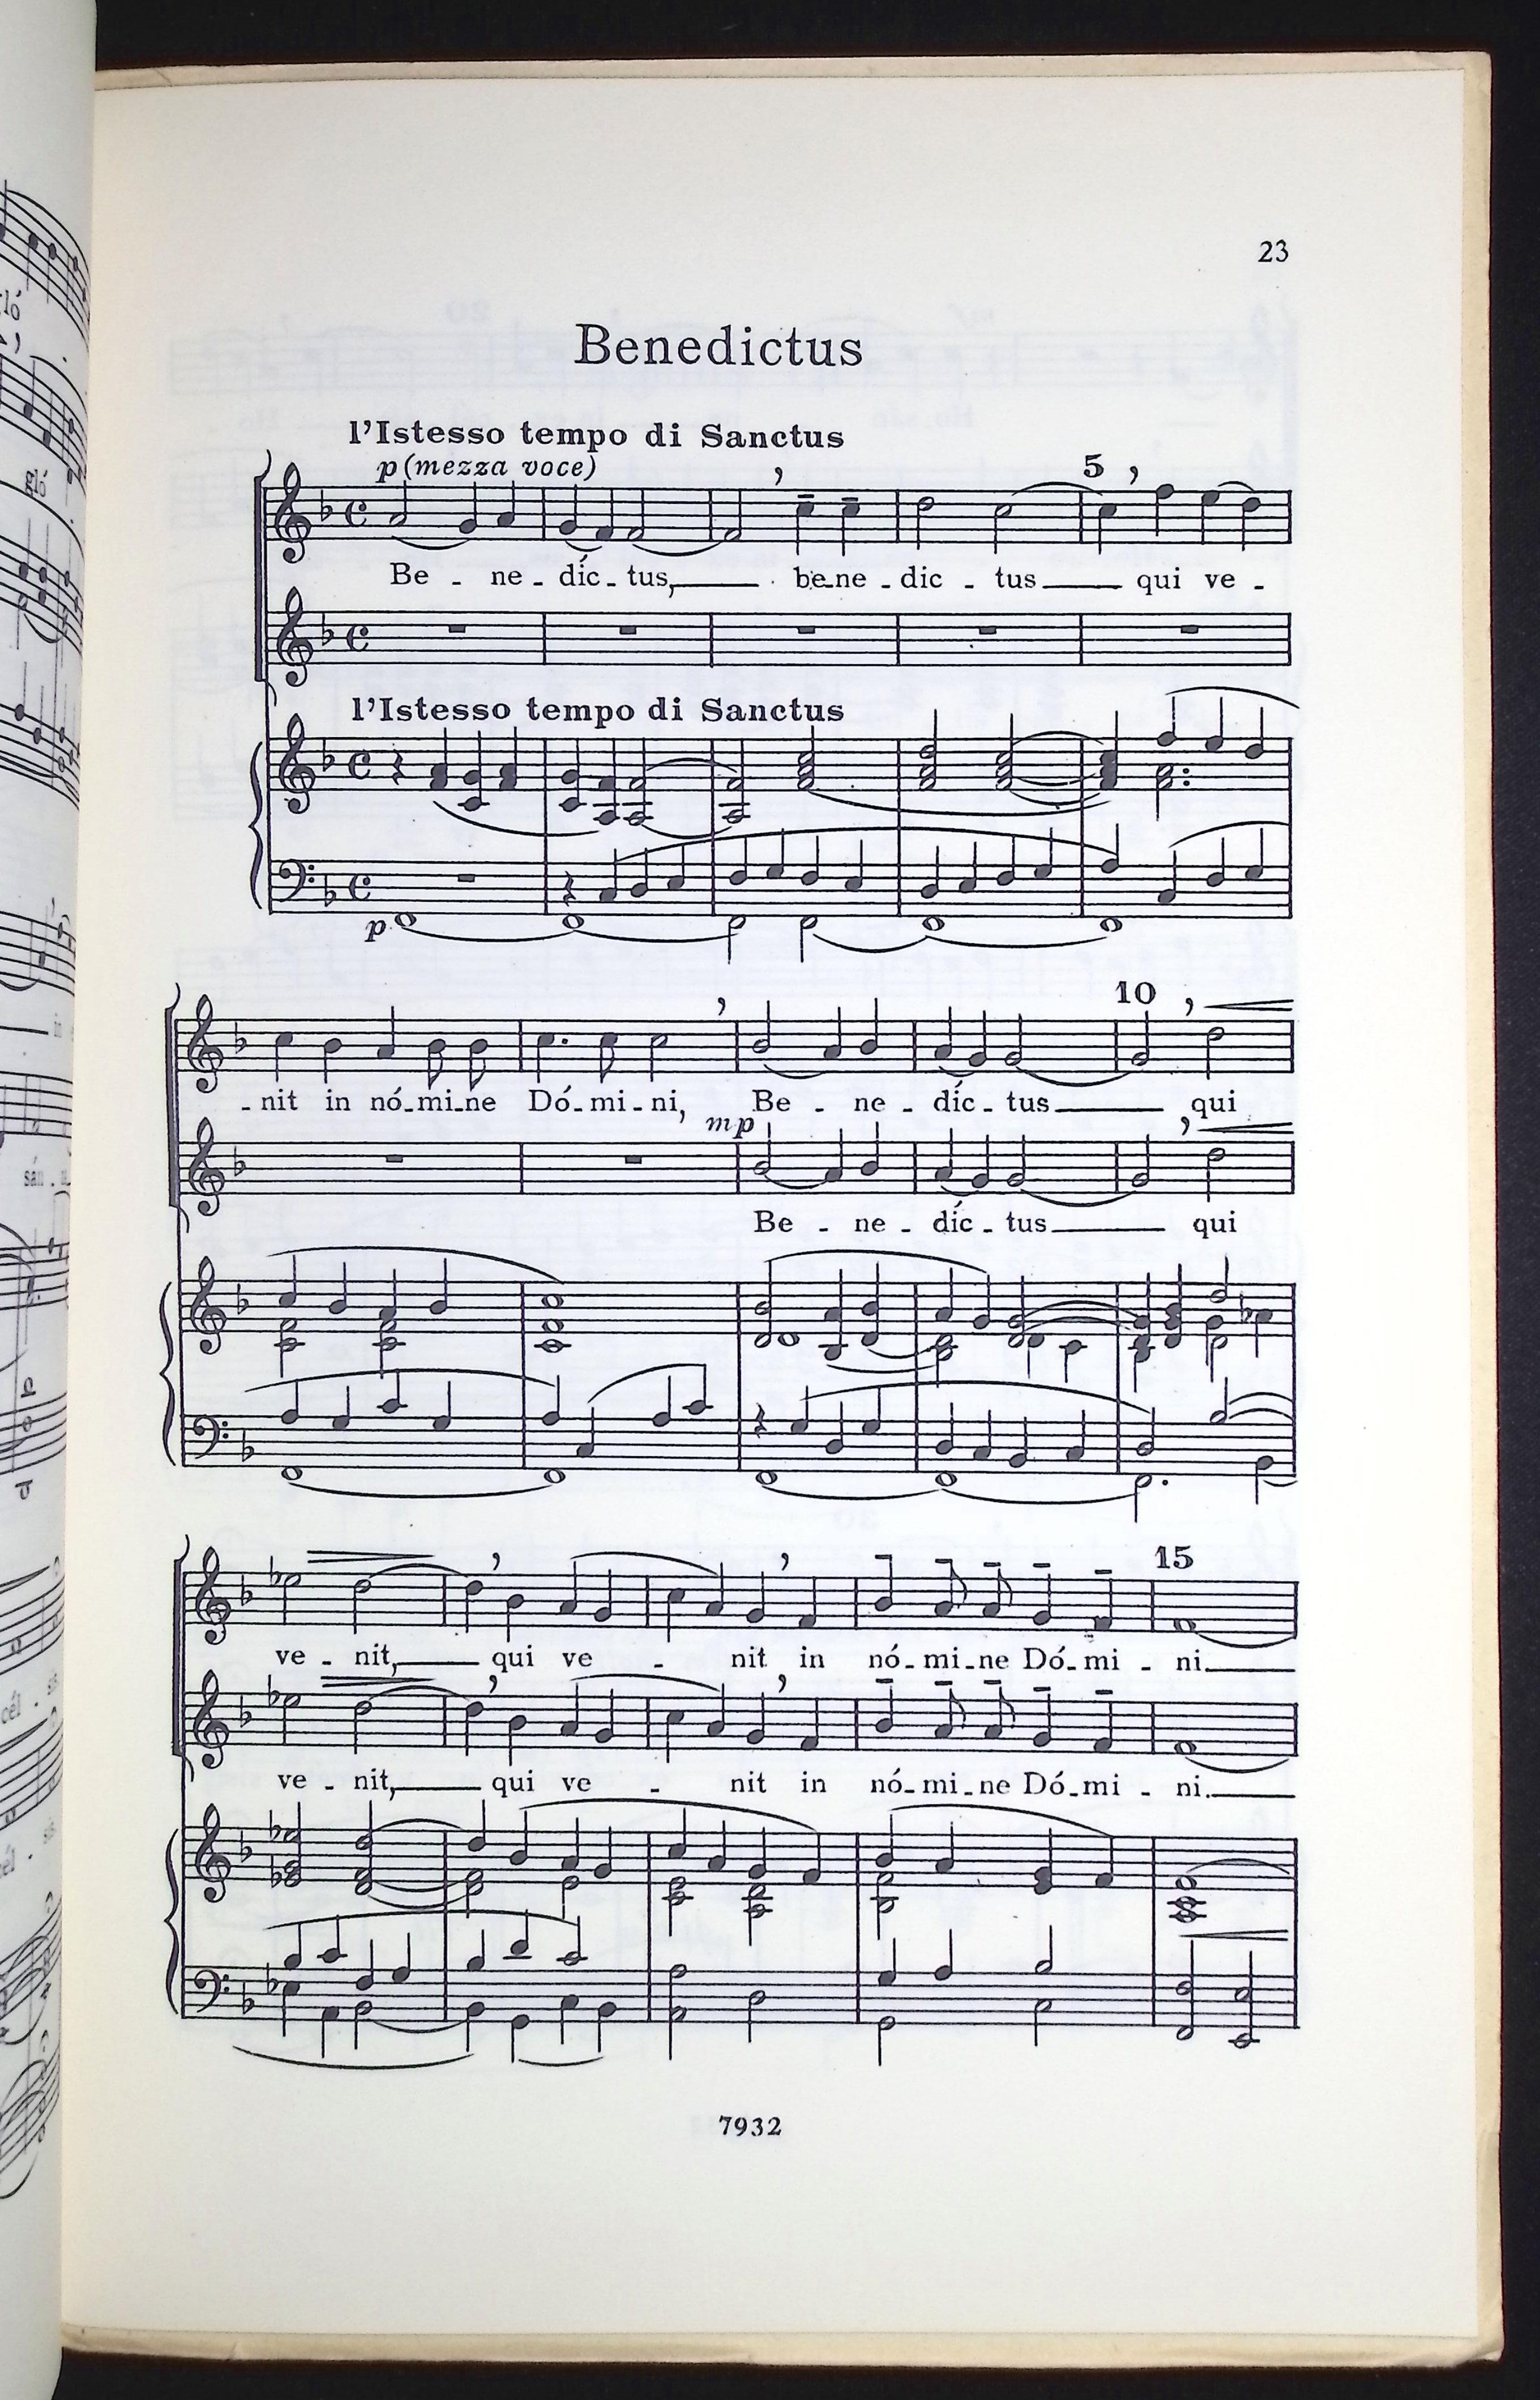 23
Benedictus
l'Istesso tempo di Sanctus
p (mezza voce)
5
Be - ne - díc - tus, bene - dic - tus qui ve -
l'Istesso tempo di Sanctus
p
10
- nit in nó-mi-ne Dó-mi-ni, Be - ne - díc - tus qui
mp
Be - ne - díc - tus qui
15
ve - nit, qui ve - nit in nó-mi-ne Dó-mi - ni.
ve - nit, qui ve - nit in nó-mi-ne Dó-mi - ni.
7932